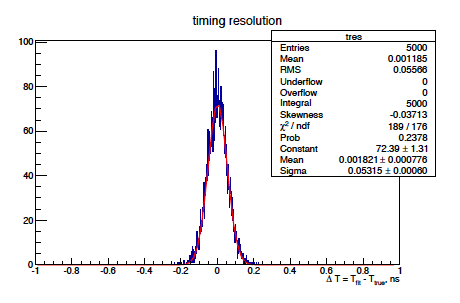 timing resolution
tres
Entries 5000
Mean 0.001185
RMS 0.05566
Underflow 0
Overflow 0
Integral 5000
Skewness -0.03713
χ² / ndf 189 / 176
Prob 0.2378
Constant 72.39 ± 1.31
Mean 0.001821 ± 0.000776
Sigma 0.05315 ± 0.00060
100
80
60
40
20
0
-1 -0.8 -0.6 -0.4 -0.2 0 0.2 0.4 0.6 0.8 1
Δ T = T_fit - T_true, ns